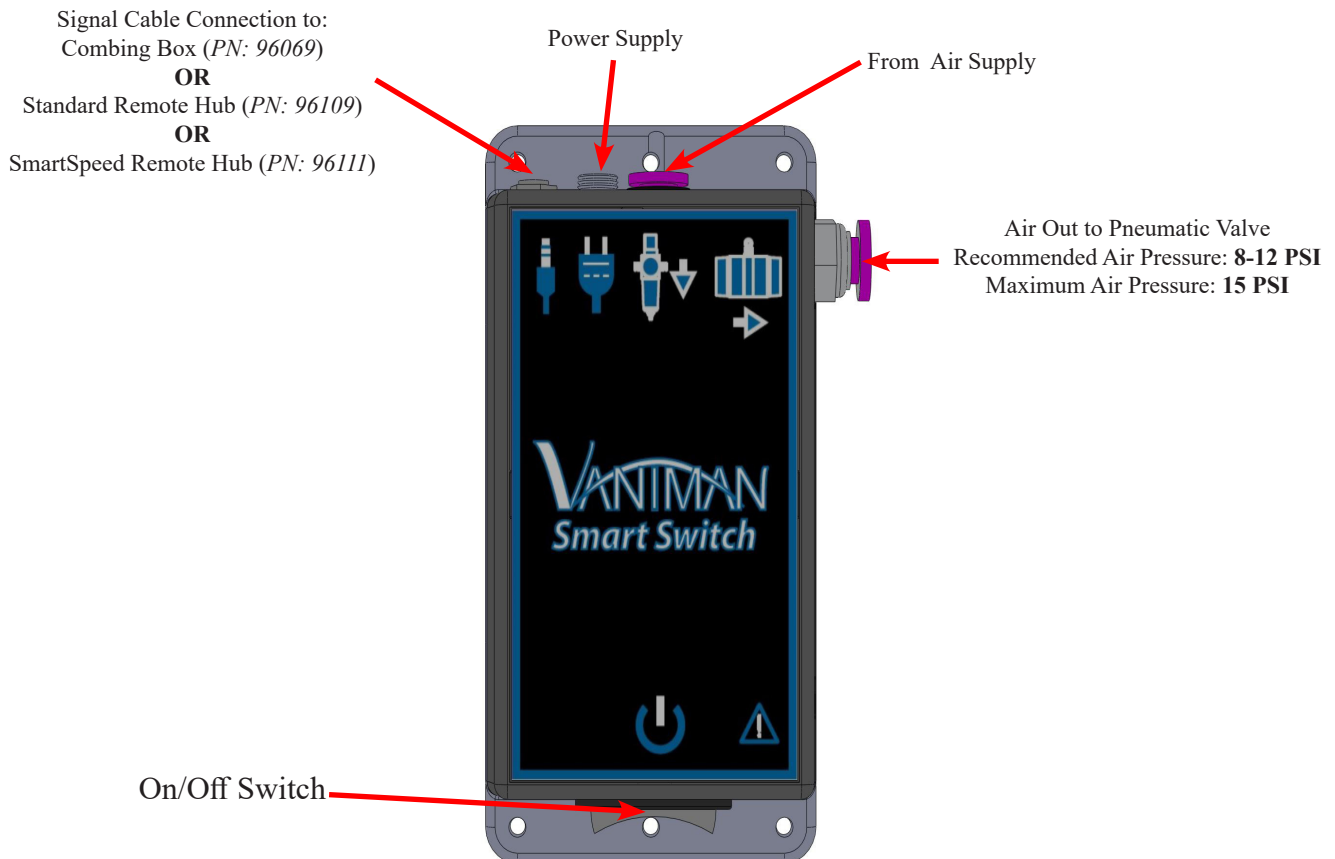 Signal Cable Connection to:
Combing Box (PN: 96069)
OR
Standard Remote Hub (PN: 96109)
OR
SmartSpeed Remote Hub (PN: 96111)
Power Supply
From Air Supply
Air Out to Pneumatic Valve
Recommended Air Pressure: 8-12 PSI
Maximum Air Pressure: 15 PSI
VANTMAN
Smart Switch
On/Off Switch